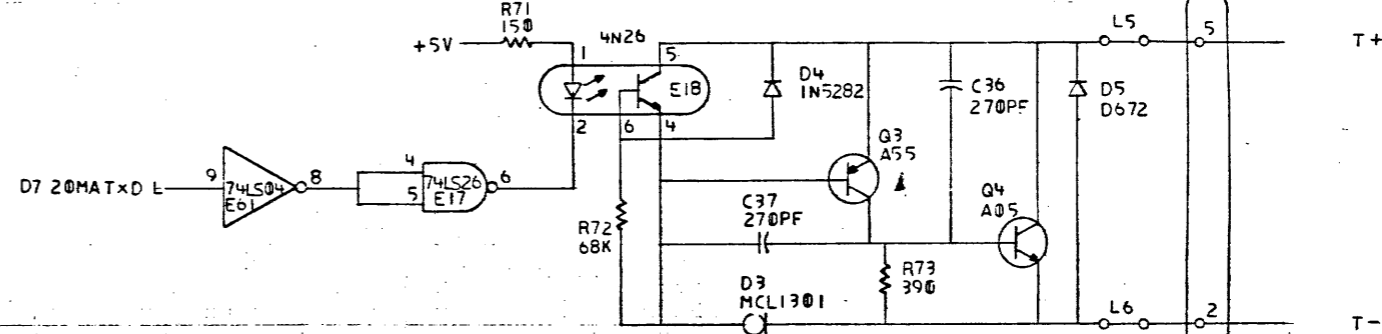 R71
150
+5V
4N26
1
5
E18
2
6
4
D4
1N5282
C36
270PF
D5
D672
L5
5
T+
Q3
A55
Q4
A05
D7 20MATXD L
9
74LS04
E61
8
4
5
74LS26
E17
6
R72
68K
C37
270PF
R73
390
D3
MCL1301
L6
2
T-